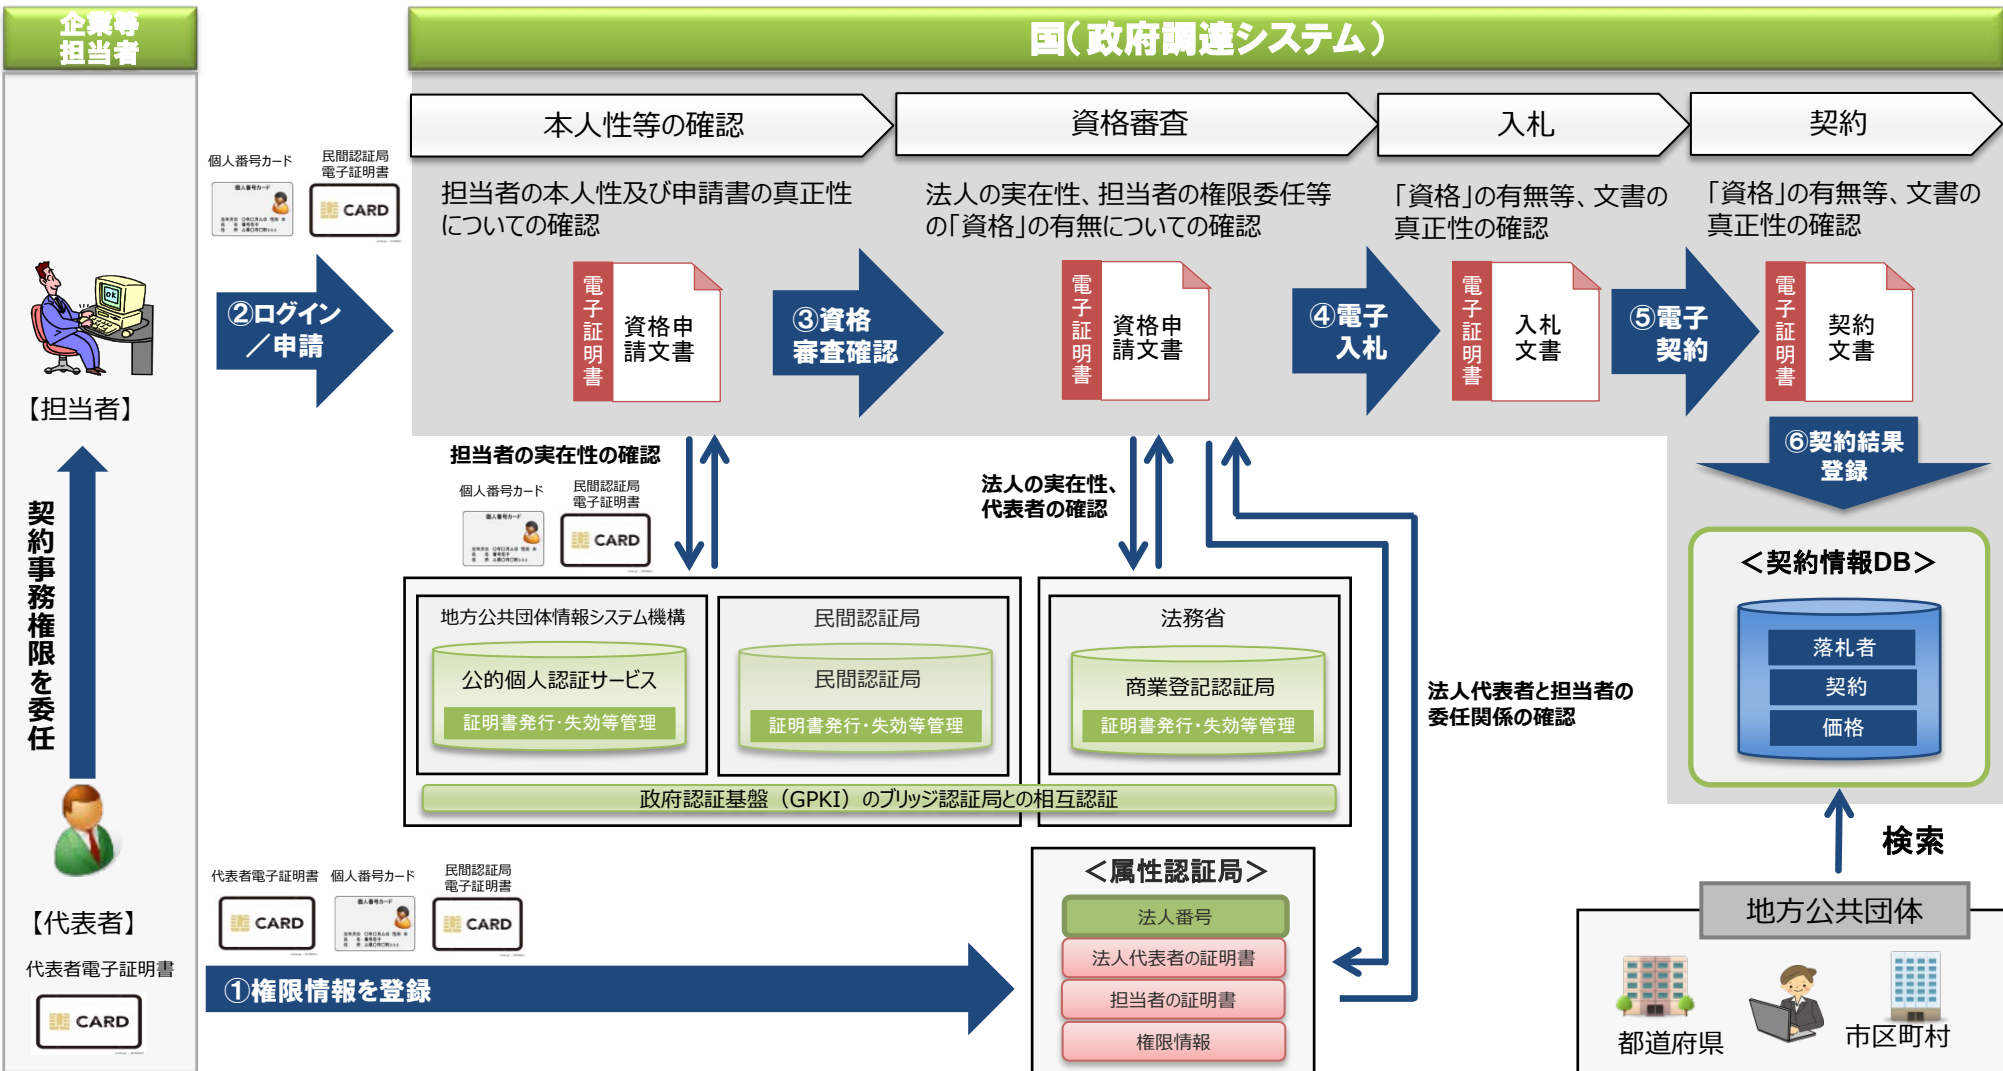 企業等
担当者
国(政府調達システム)
本人性等の確認
資格審査
入札
契約
個人番号カード
民間認証局
電子証明書
個人番号カード
CARD
担当者の本人性及び申請書の真正性
についての確認
法人の実在性、担当者の権限委任等
の「資格」の有無についての確認
「資格」の有無等、文書の
真正性の確認
「資格」の有無等、文書の
真正性の確認
OK
【担当者】
②ログイン
／申請
電子証明書
資格申
請文書
③資格
審査確認
電子証明書
資格申
請文書
④電子
入札
電子証明書
入札
文書
⑤電子
契約
電子証明書
契約
文書
⑥契約結果
登録
担当者の実在性の確認
個人番号カード
民間認証局
電子証明書
個人番号カード
CARD
法人の実在性、
代表者の確認
契約事務権限を委任
地方公共団体情報システム機構
公的個人認証サービス
証明書発行・失効等管理
民間認証局
民間認証局
証明書発行・失効等管理
法務省
商業登記認証局
証明書発行・失効等管理
政府認証基盤（GPKI）のブリッジ認証局との相互認証
法人代表者と担当者の
委任関係の確認
＜契約情報DB＞
落札者
契約
価格
検索
地方公共団体
都道府県
市区町村
【代表者】
代表者電子証明書
CARD
代表者電子証明書
個人番号カード
民間認証局
電子証明書
CARD
個人番号カード
CARD
①権限情報を登録
＜属性認証局＞
法人番号
法人代表者の証明書
担当者の証明書
権限情報